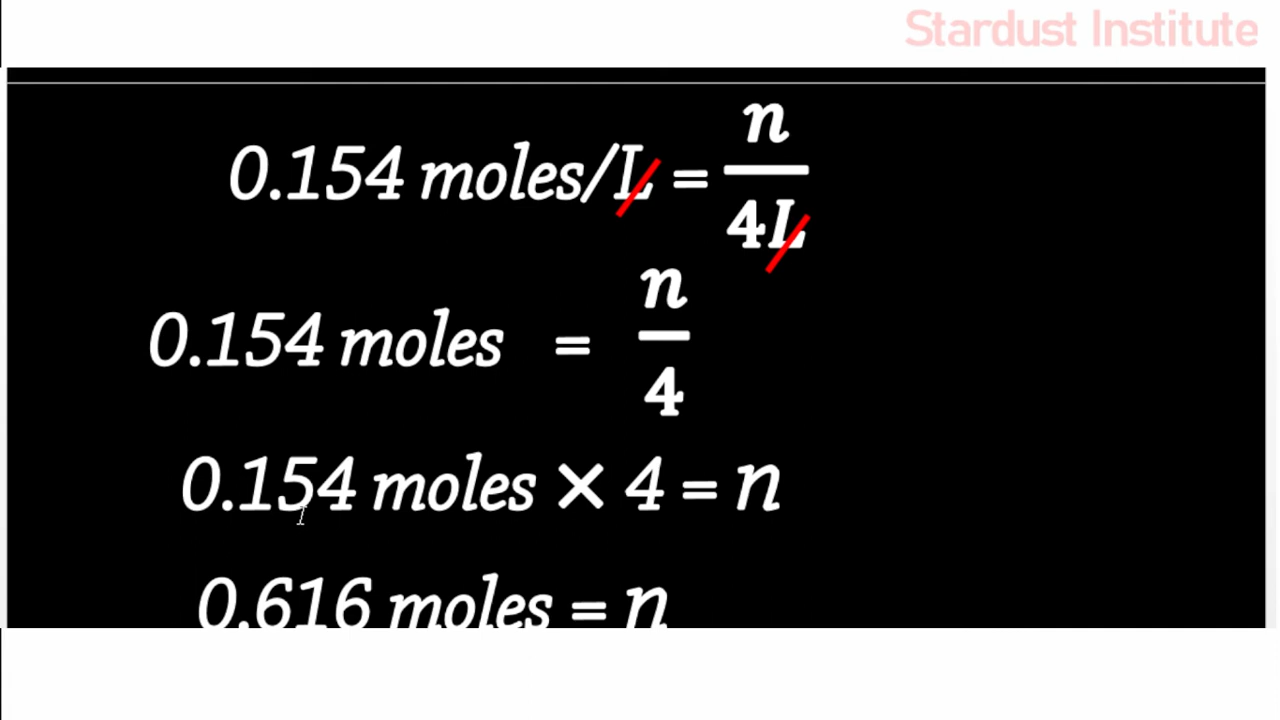 Stardust Institute
0.154 moles/L = n/4L
0.154 moles = n/4
0.154 moles × 4 = n
0.616 moles = n